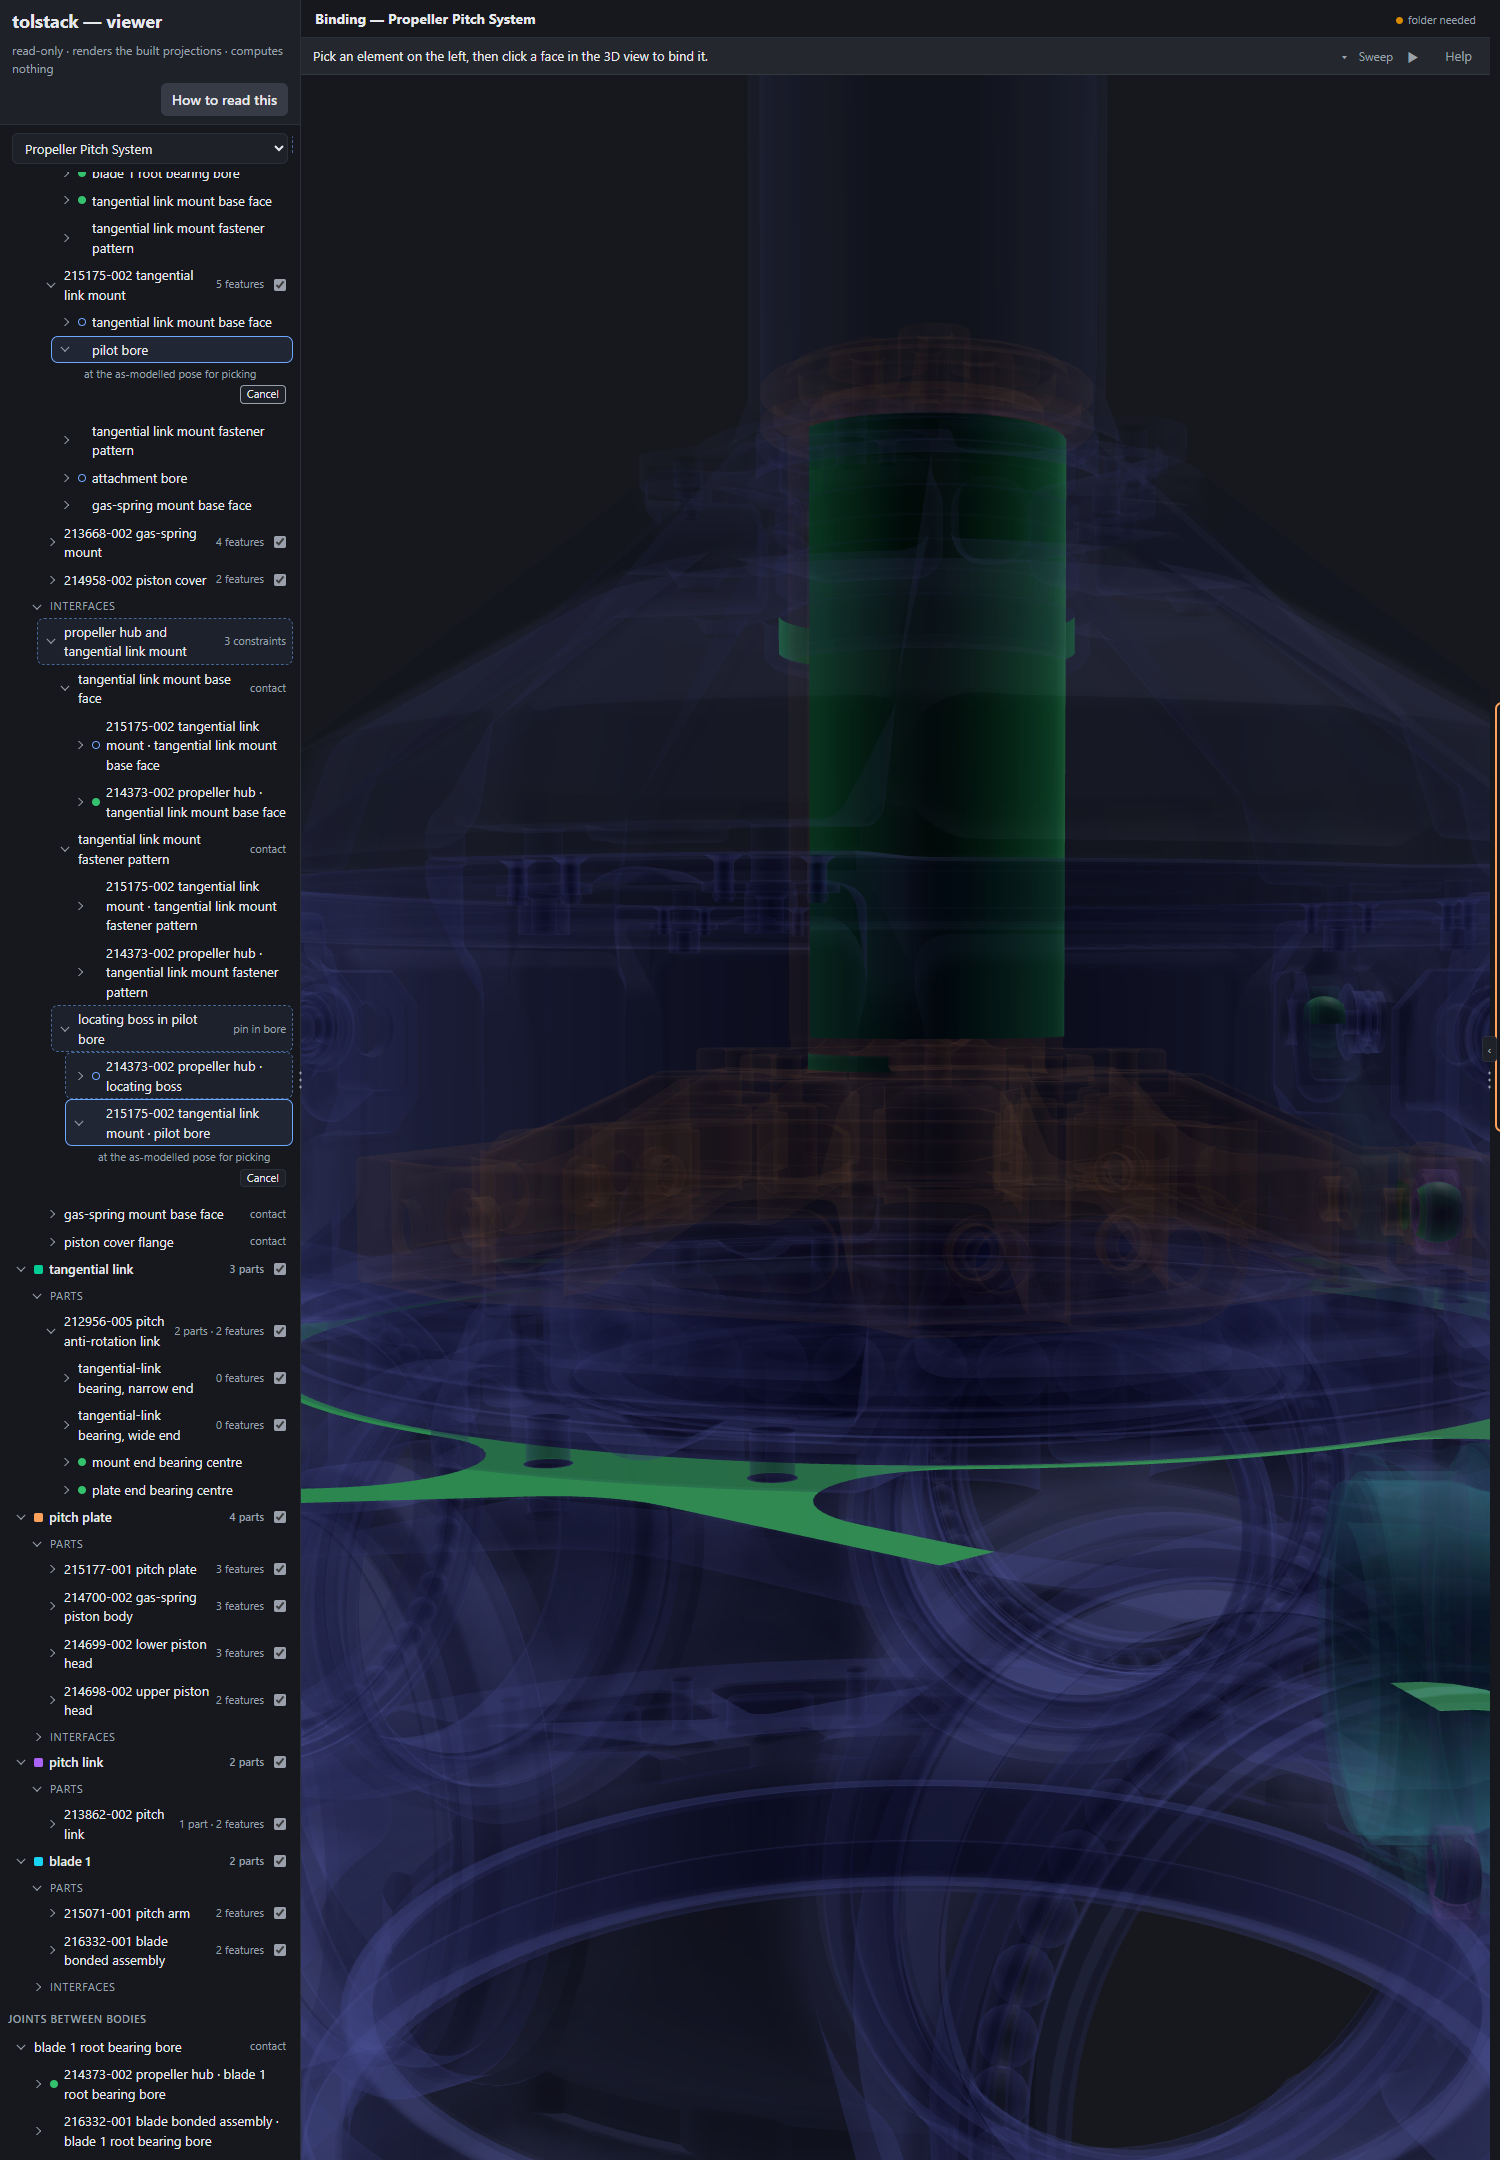 tolstack — viewer
read-only · renders the built projections · computes
nothing
How to read this
Propeller Pitch System
blade 1 root bearing bore
tangential link mount base face
tangential link mount fastener
pattern
215175-002 tangential
link mount
5 features
tangential link mount base face
pilot bore
at the as-modelled pose for picking
Cancel
tangential link mount fastener
pattern
attachment bore
gas-spring mount base face
213668-002 gas-spring
mount
4 features
214958-002 piston cover
2 features
INTERFACES
propeller hub and
tangential link mount
3 constraints
tangential link mount base
face
contact
215175-002 tangential link
mount · tangential link mount
base face
214373-002 propeller hub ·
tangential link mount base face
tangential link mount
fastener pattern
contact
215175-002 tangential link
mount · tangential link mount
fastener pattern
214373-002 propeller hub ·
tangential link mount fastener
pattern
locating boss in pilot
bore
pin in bore
214373-002 propeller hub ·
locating boss
215175-002 tangential link
mount · pilot bore
at the as-modelled pose for picking
Cancel
gas-spring mount base face
contact
piston cover flange
contact
tangential link
3 parts
PARTS
212956-005 pitch
anti-rotation link
2 parts · 2 features
tangential-link
bearing, narrow end
0 features
tangential-link
bearing, wide end
0 features
mount end bearing centre
plate end bearing centre
pitch plate
4 parts
PARTS
215177-001 pitch plate
3 features
214700-002 gas-spring
piston body
3 features
214699-002 lower piston
head
3 features
214698-002 upper piston
head
2 features
INTERFACES
pitch link
2 parts
PARTS
213862-002 pitch
link
1 part · 2 features
blade 1
2 parts
PARTS
215071-001 pitch arm
2 features
216332-001 blade
bonded assembly
2 features
INTERFACES
JOINTS BETWEEN BODIES
blade 1 root bearing bore
contact
214373-002 propeller hub · blade 1
root bearing bore
216332-001 blade bonded assembly ·
blade 1 root bearing bore
Binding — Propeller Pitch System
folder needed
Pick an element on the left, then click a face in the 3D view to bind it.
Sweep
Help